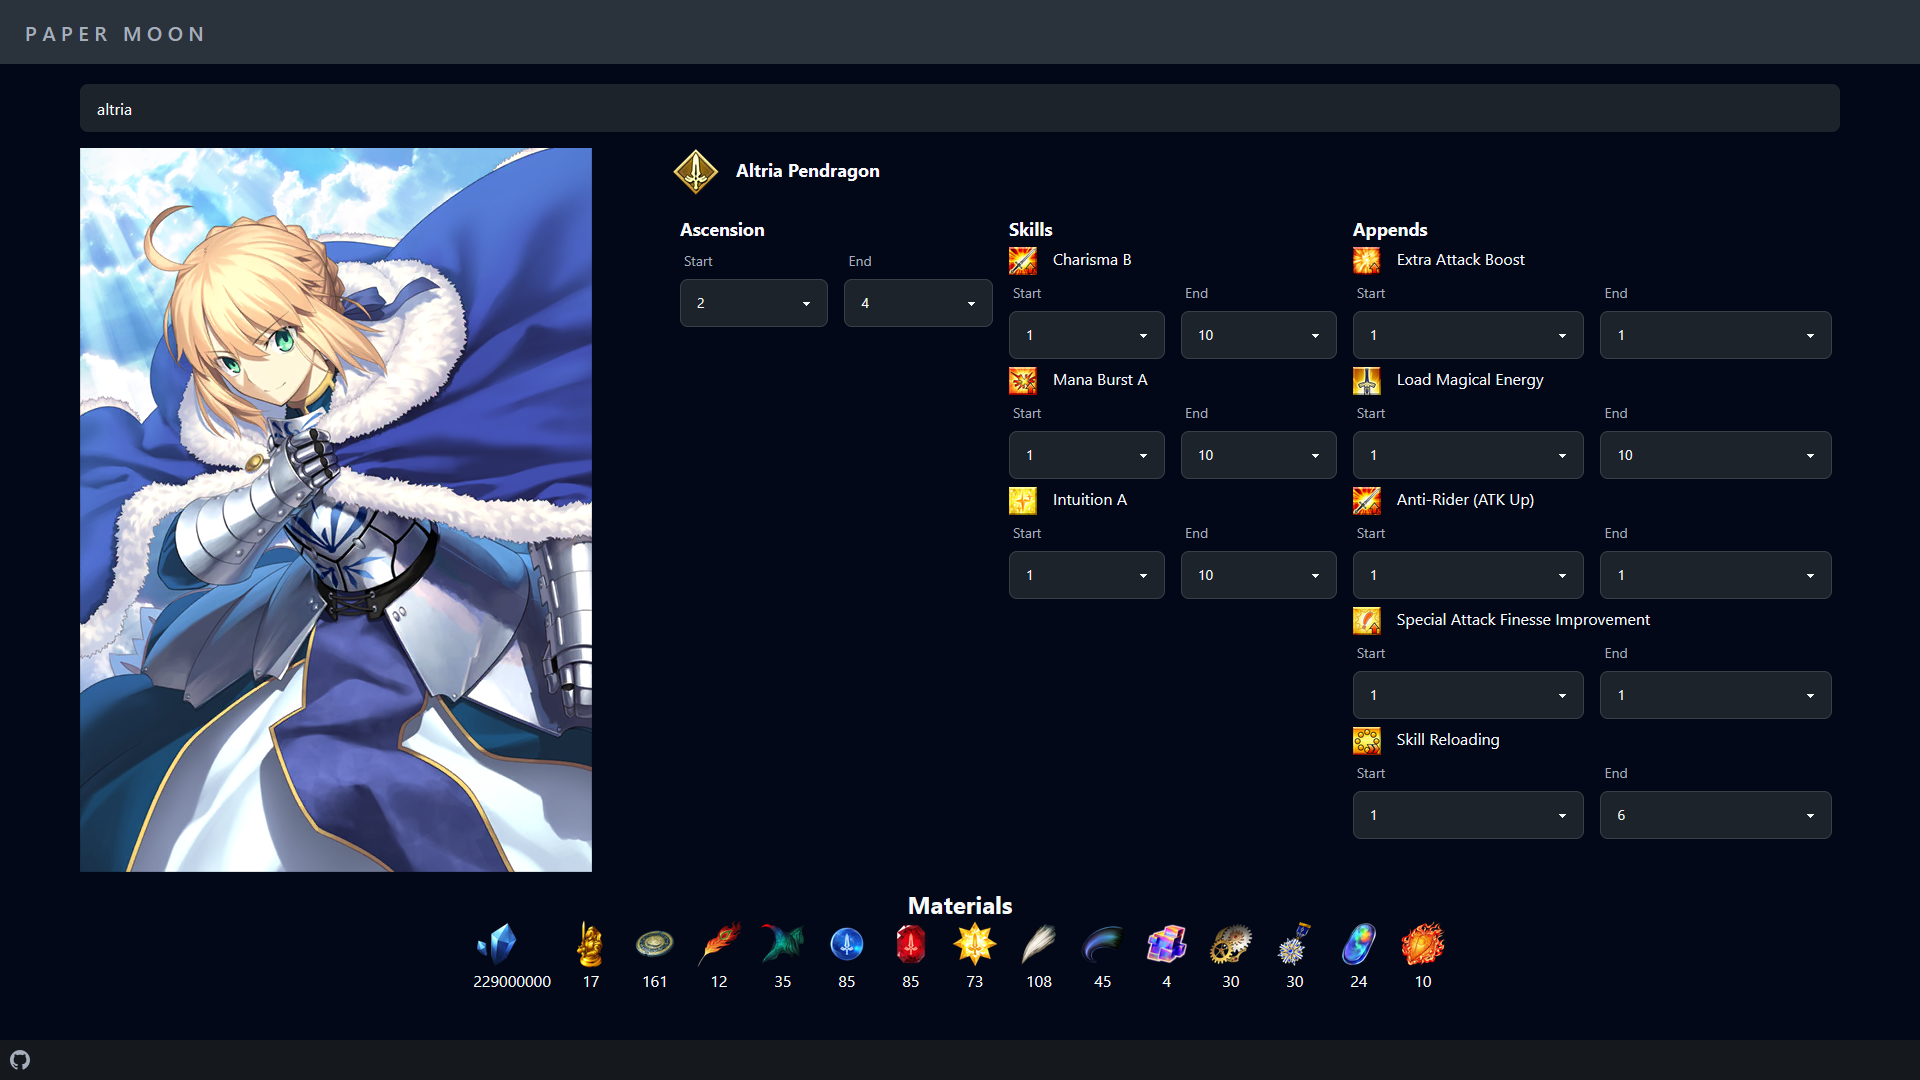 PAPER MOON
altria
Altria Pendragon
Ascension
Start End
2 4
Skills
Charisma B
Start End
1 10
Mana Burst A
Start End
1 10
Intuition A
Start End
1 10
Appends
Extra Attack Boost
Start End
1 1
Load Magical Energy
Start End
1 10
Anti-Rider (ATK Up)
Start End
1 1
Special Attack Finesse Improvement
Start End
1 1
Skill Reloading
Start End
1 6
Materials
229000000 17 161 12 35 85 85 73 108 45 4 30 30 24 10